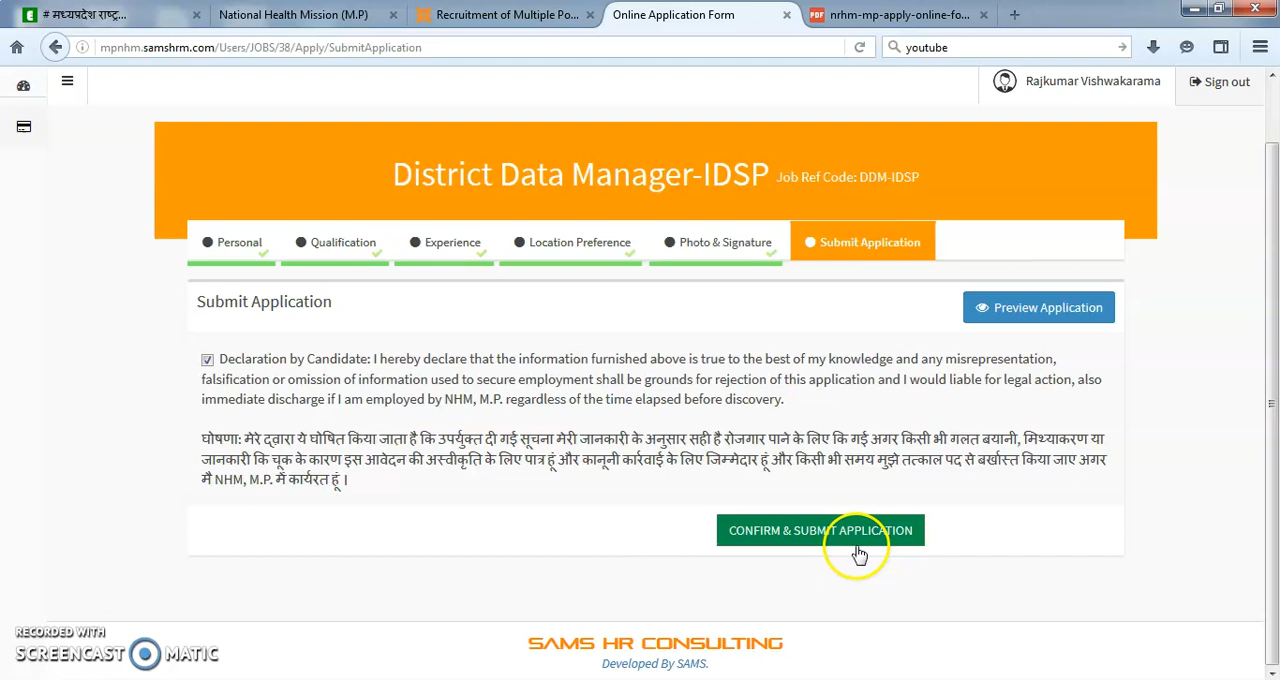 # मध्यप्रदेश राष्ट्र...
National Health Mission (M.P)
Recruitment of Multiple Po...
Online Application Form
PDF nrhm-mp-apply-online-fo...
mpnhm.samshrm.com/Users/JOBS/38/Apply/SubmitApplication
youtube
Rajkumar Vishwakarama
Sign out
District Data Manager-IDSP Job Ref Code: DDM-IDSP
Personal
Qualification
Experience
Location Preference
Photo & Signature
Submit Application
Submit Application
Preview Application
Declaration by Candidate: I hereby declare that the information furnished above is true to the best of my knowledge and any misrepresentation,
falsification or omission of information used to secure employment shall be grounds for rejection of this application and I would liable for legal action, also
immediate discharge if I am employed by NHM, M.P. regardless of the time elapsed before discovery.
घोषणा: मेरे द्वारा ये घोषित किया जाता है कि उपर्युक्त दी गई सूचना मेरी जानकारी के अनुसार सही है रोजगार पाने के लिए कि गई अगर किसी भी गलत बयानी, मिथ्याकरण या
जानकारी कि चूक के कारण इस आवेदन की अस्वीकृति के लिए पात्र हूं और कानूनी कार्रवाई के लिए जिम्मेदार हूं और किसी भी समय मुझे तत्काल पद से बर्खास्त किया जाए अगर
मै NHM, M.P. में कार्यरत हूं ।
CONFIRM & SUBMIT APPLICATION
RECORDED WITH
SCREENCAST MATIC
SAMS HR CONSULTING
Developed By SAMS.